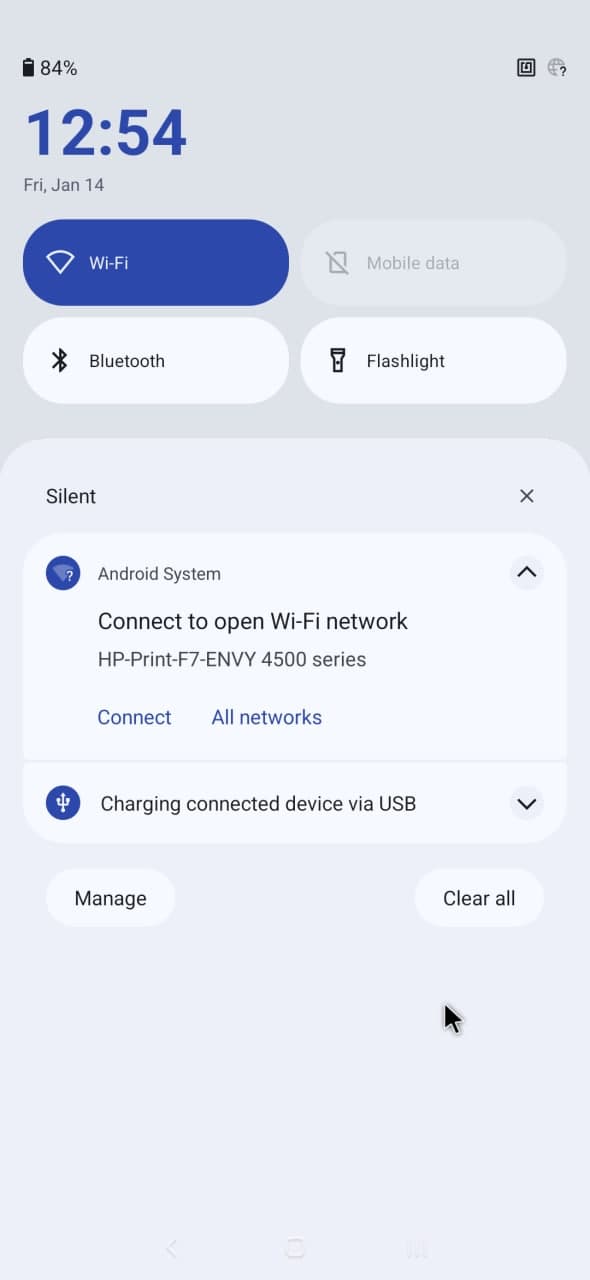 84%
12:54
Fri, Jan 14
Wi-Fi
Mobile data
Bluetooth
Flashlight
Silent
Android System
Connect to open Wi-Fi network
HP-Print-F7-ENVY 4500 series
Connect All networks
Charging connected device via USB
Manage
Clear all